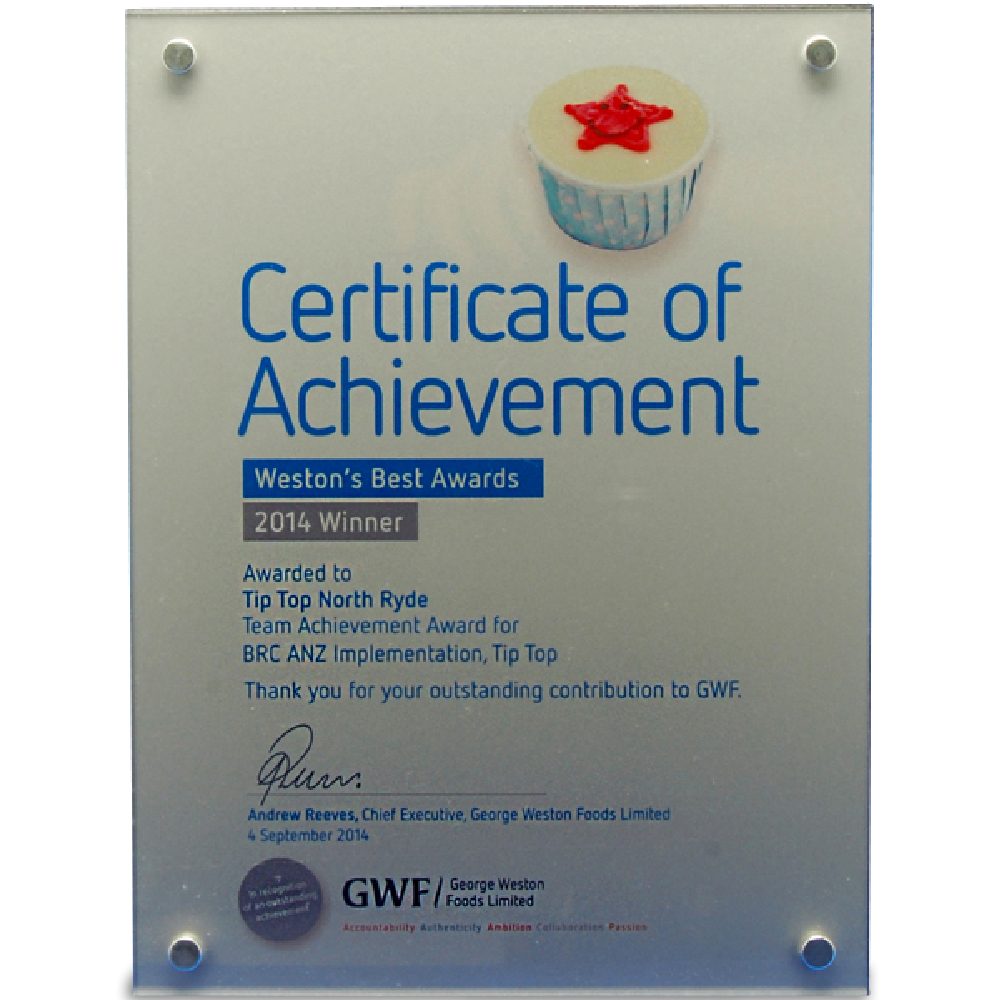 Certificate of
Achievement
Weston's Best Awards
2014 Winner
Awarded to
Tip Top North Ryde
Team Achievement Award for
BRC ANZ Implementation, Tip Top
Thank you for your outstanding contribution to GWF.
Andrew Reeves, Chief Executive, George Weston Foods Limited
4 September 2014
In recognition
of an outstanding
achievement
GWF/ George Weston
Foods Limited
Accountability Authenticity Ambition Collaboration Passion